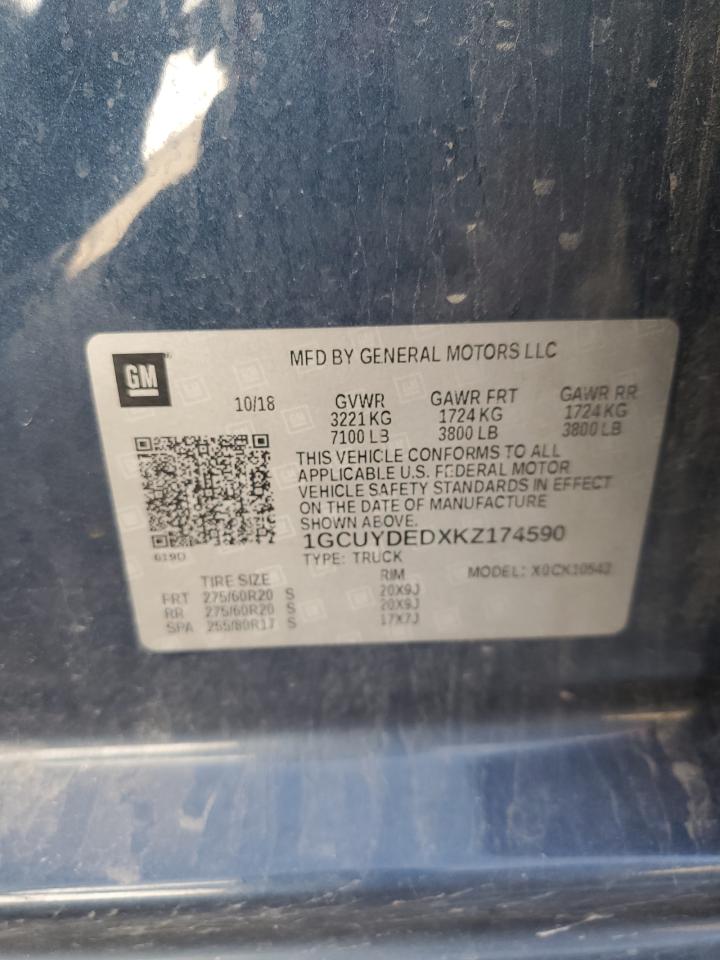 GM
MFD BY GENERAL MOTORS LLC
10/18 GVWR GAWR FRT GAWR RR
3221 KG 1724 KG 1724 KG
7100 LB 3800 LB 3800 LB
THIS VEHICLE CONFORMS TO ALL
APPLICABLE U.S. FEDERAL MOTOR
VEHICLE SAFETY STANDARDS IN EFFECT
ON THE DATE OF MANUFACTURE
SHOWN ABOVE.
1GCUYDEDXKZ174590
619D
TYPE: TRUCK
TIRE SIZE RIM MODEL:
FRT 275/60R20 S 20X9J
RR 275/60R20 S 20X9J
SPA 255/80R17 S 17X7J